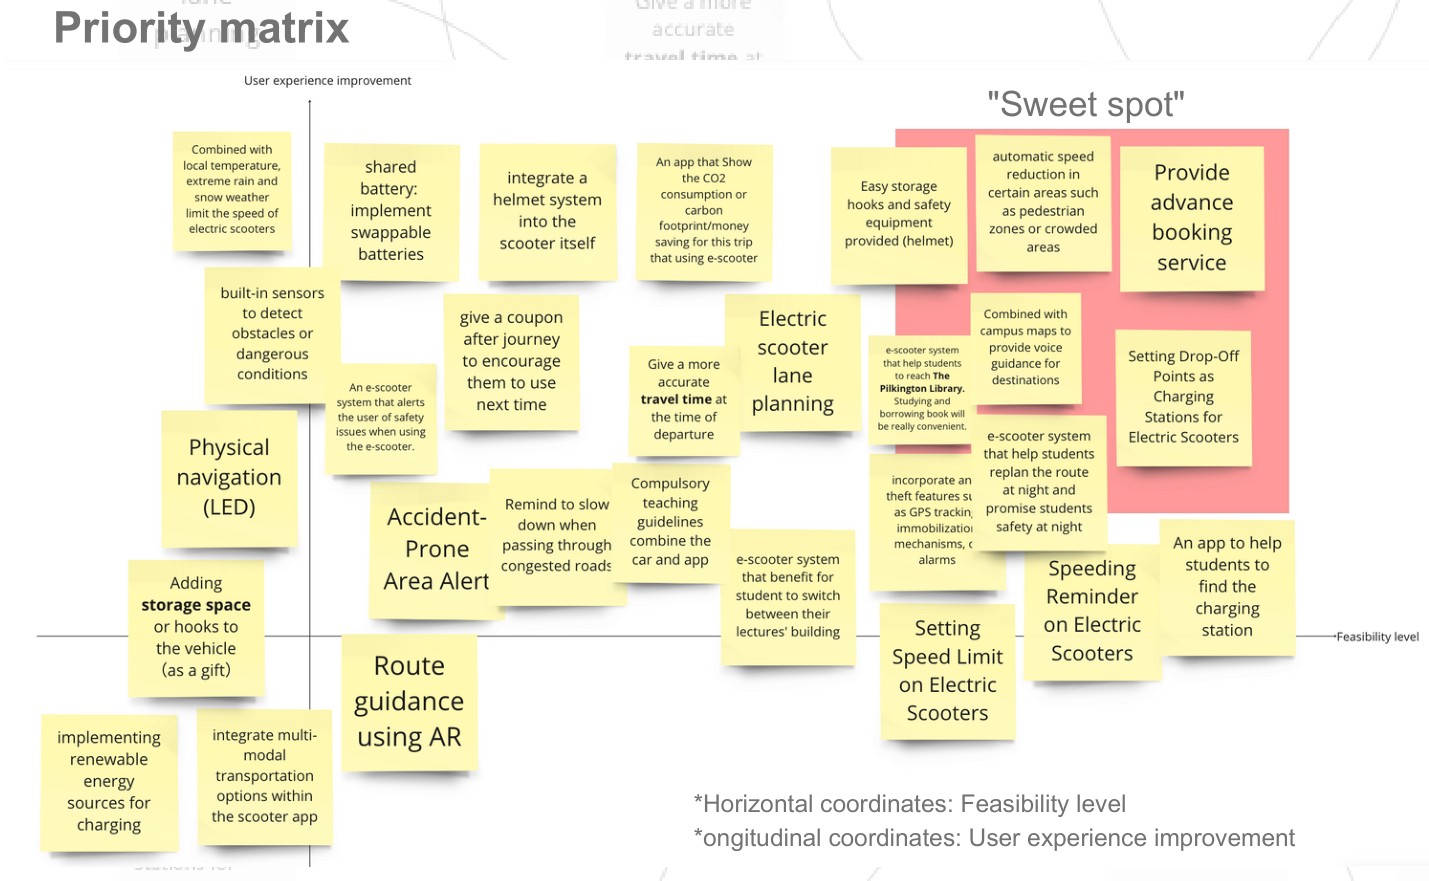 Priority matrix
lane
planning
Give a more
accurate
travel time at
User experience improvement
"Sweet spot"
Combined with
local temperature,
extreme rain and
snow weather
limit the speed of
electric scooters
shared
battery:
implement
swappable
batteries
integrate a
helmet system
into the
scooter itself
An app that Show
the CO2
consumption or
carbon
footprint/money
saving for this trip
that using e-scooter
Easy storage
hooks and safety
equipment
provided (helmet)
automatic speed
reduction in
certain areas such
as pedestrian
zones or crowded
areas
Provide
advance
booking
service
built-in sensors
to detect
obstacles or
dangerous
conditions
An e-scooter
system that alerts
the user of safety
issues when using
the e-scooter.
give a coupon
after journey
to encourage
them to use
next time
Give a more
accurate
travel time at
the time of
departure
Electric
scooter
lane
planning
e-scooter system
that help students
to reach The
Pilkington Library.
Studying and
borrowing book will
be really convenient.
Combined with
campus maps to
provide voice
guidance for
destinations
Setting Drop-Off
Points as
Charging
Stations for
Electric Scooters
Physical
navigation
(LED)
Accident-
Prone
Area Alert
Remind to slow
down when
passing through
congested roads
Compulsory
teaching
guidelines
combine the
car and app
e-scooter system
that benefit for
student to switch
between their
lectures' building
incorporate an
theft features su
as GPS tracking
immobilization
mechanisms, o
alarms
e-scooter system
that help students
replan the route
at night and
promise students
safety at night
Speeding
Reminder
on Electric
Scooters
An app to help
students to
find the
charging
station
Adding
storage space
or hooks to
the vehicle
(as a gift)
Route
guidance
using AR
Setting
Speed Limit
on Electric
Scooters
Feasibility level
implementing
renewable
energy
sources for
charging
integrate multi-
modal
transportation
options within
the scooter app
*Horizontal coordinates: Feasibility level
*ongitudinal coordinates: User experience improvement
Stations for